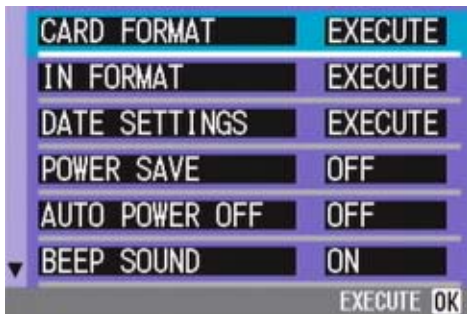 CARD FORMAT EXECUTE
IN FORMAT EXECUTE
DATE SETTINGS EXECUTE
POWER SAVE OFF
AUTO POWER OFF OFF
BEEP SOUND ON
EXECUTE OK